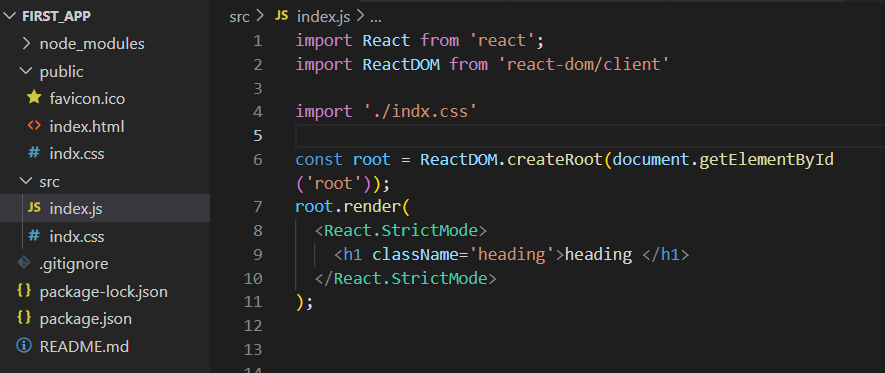 FIRST_APP
node_modules
public
favicon.ico
index.html
indx.css
src
index.js
indx.css
.gitignore
package-lock.json
package.json
README.md
src > JS index.js > ...
1 import React from 'react';
2 import ReactDOM from 'react-dom/client'
3
4 import './indx.css'
5
6 const root = ReactDOM.createRoot(document.getElementById
('root'));
7 root.render(
8 <React.StrictMode>
9 <h1 className='heading'>heading </h1>
10 </React.StrictMode>
11 );
12
13
14